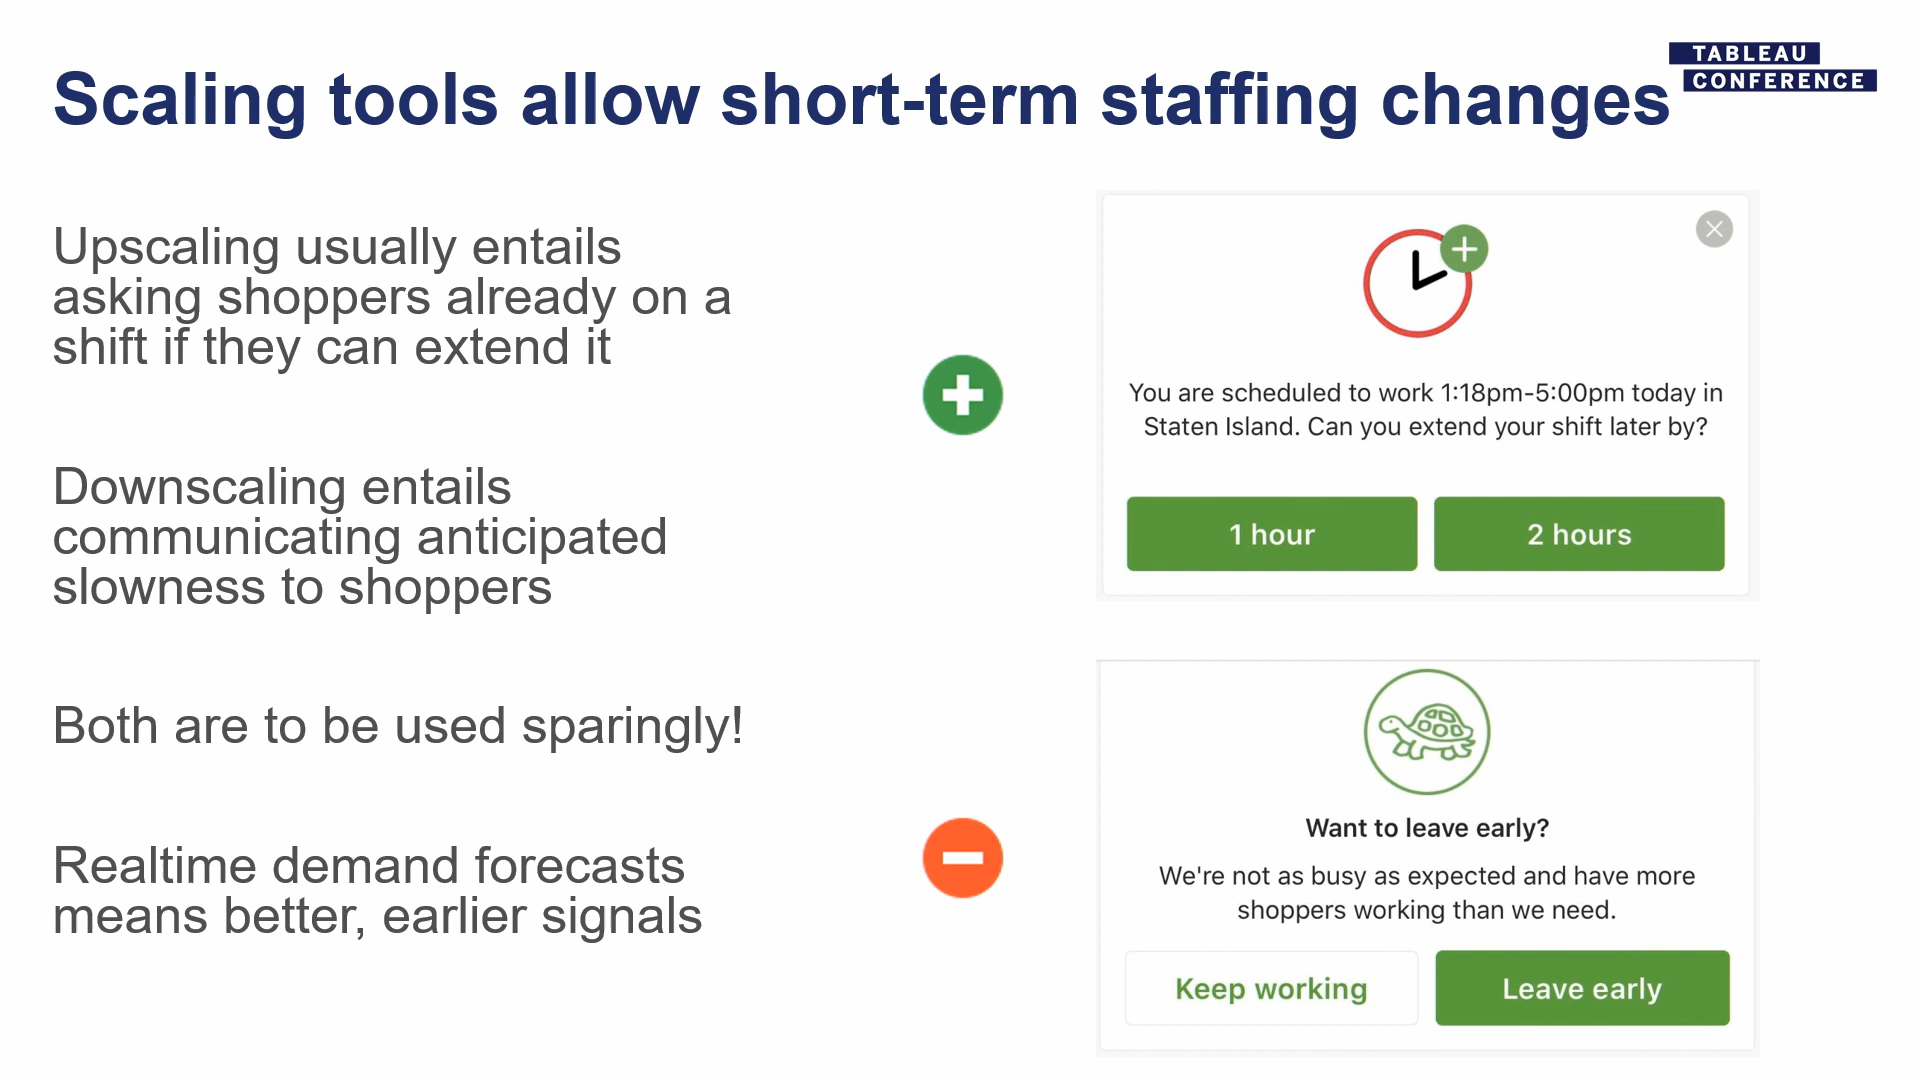 Scaling tools allow short-term staffing changes
TABLEAU
CONFERENCE
Upscaling usually entails
asking shoppers already on a
shift if they can extend it
Downscaling entails
communicating anticipated
slowness to shoppers
Both are to be used sparingly!
Realtime demand forecasts
means better, earlier signals
You are scheduled to work 1:18pm-5:00pm today in
Staten Island. Can you extend your shift later by?
1 hour
2 hours
Want to leave early?
We're not as busy as expected and have more
shoppers working than we need.
Keep working
Leave early